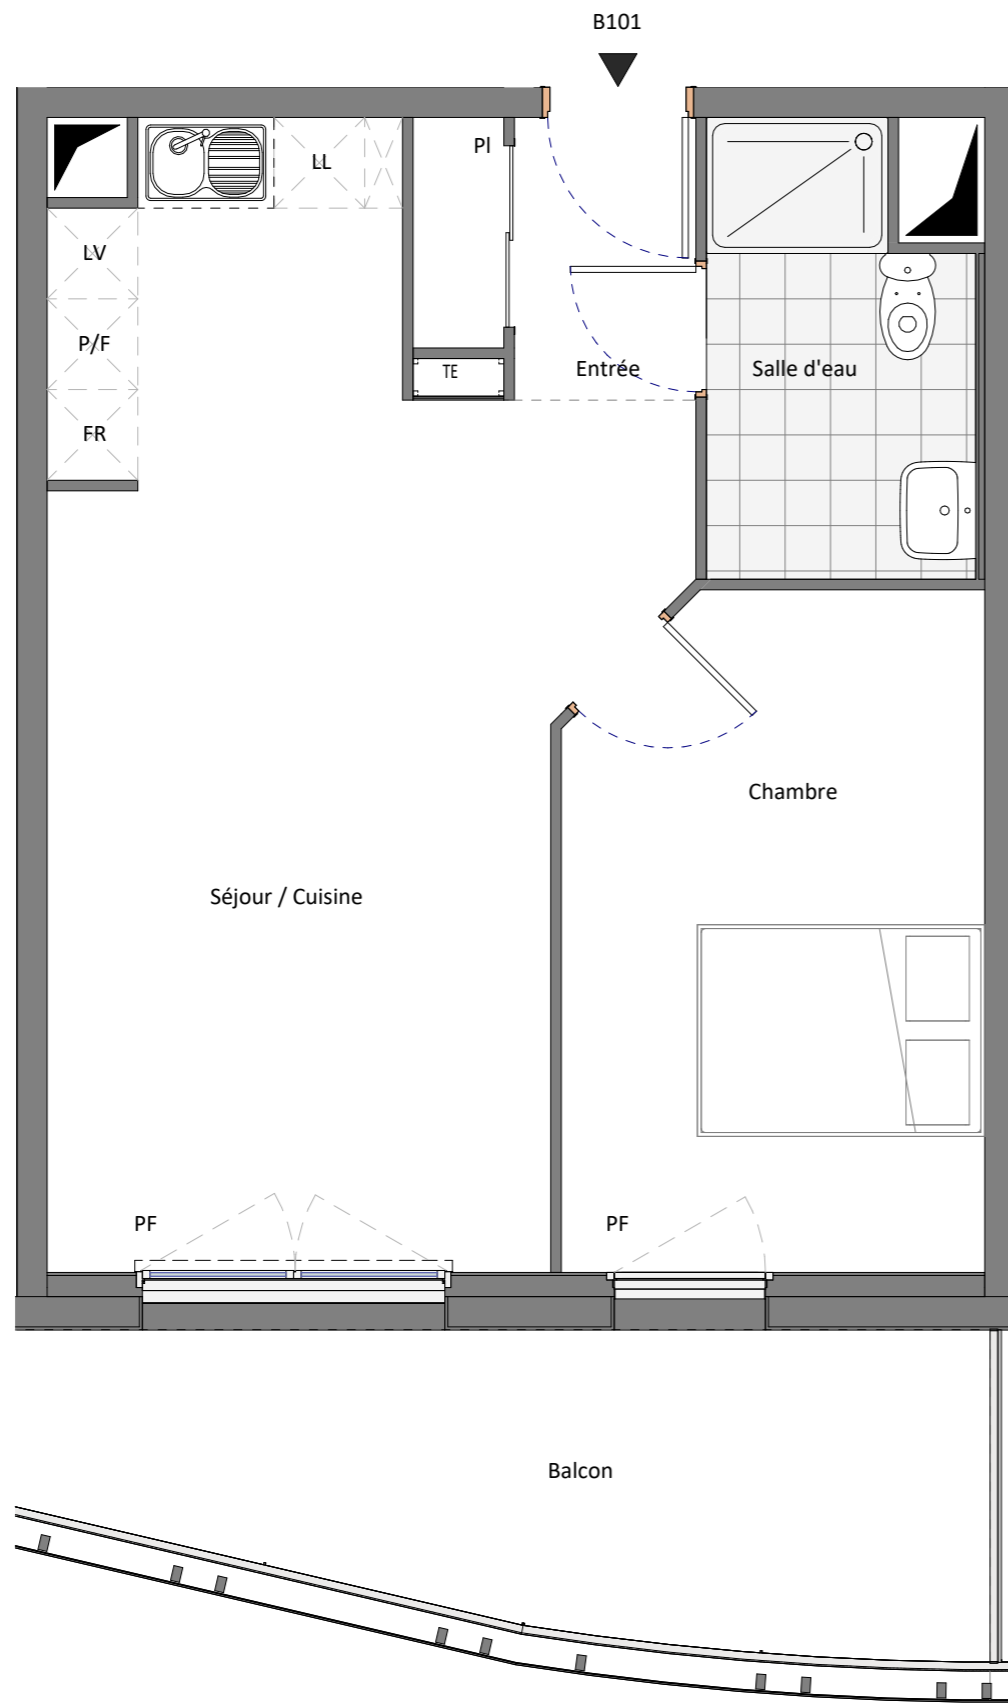 B101
Pl
LL
LV
P/F
TE
Entrée
Salle d'eau
FR
Chambre
Séjour / Cuisine
PF
PF
Balcon